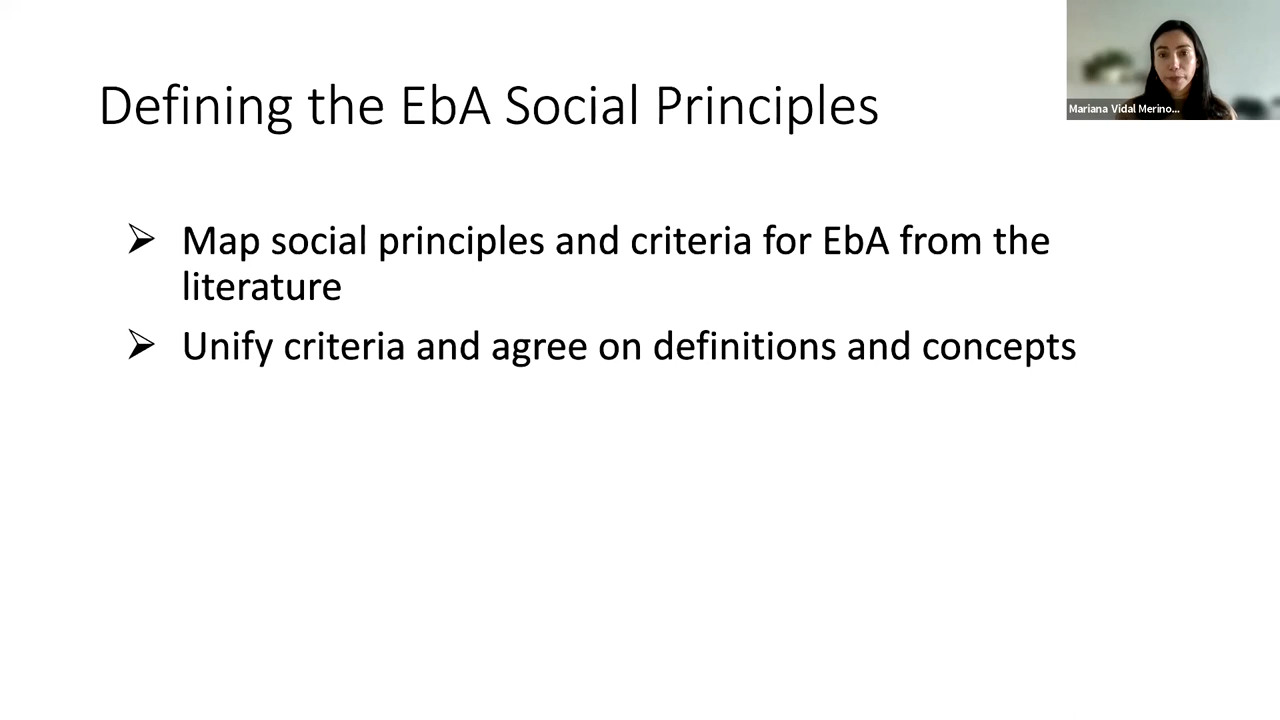 Defining the EbA Social Principles
Mariana Vidal Merino...
➢ Map social principles and criteria for EbA from the
literature
➢ Unify criteria and agree on definitions and concepts